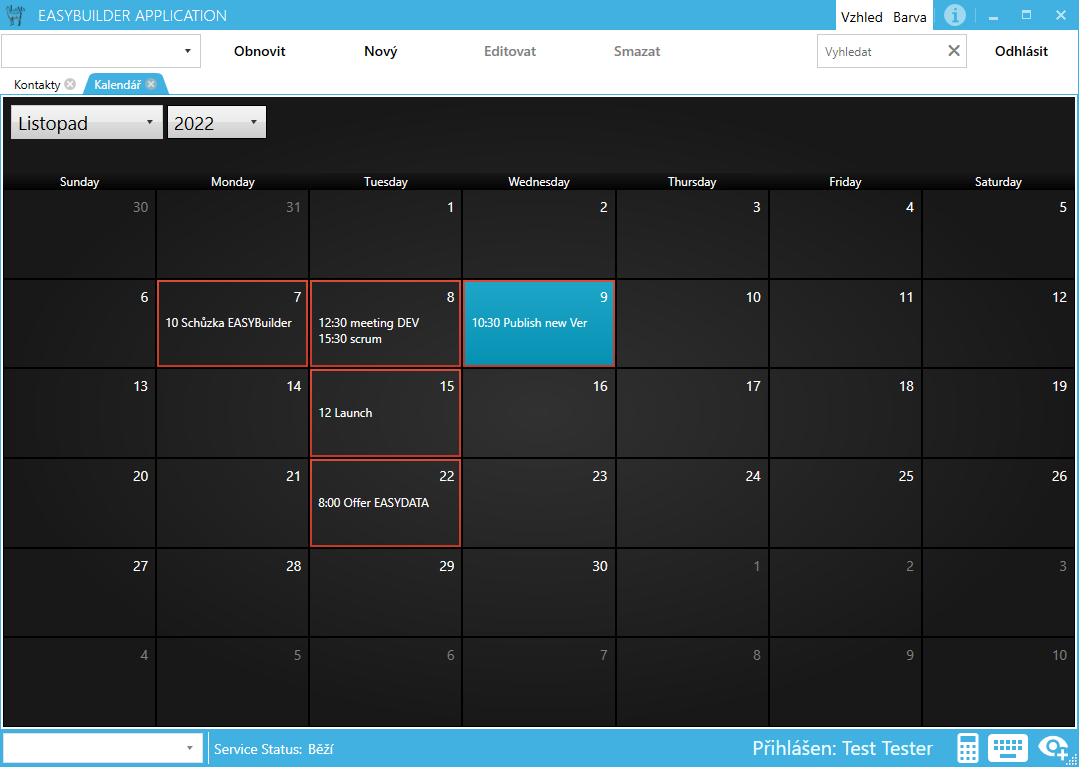 EASYBUILDER APPLICATION Vzhled Barva
Obnovit Nový Editovat Smazat Vyhledat Odhlásit
Kontakty Kalendář
Listopad 2022
Sunday Monday Tuesday Wednesday Thursday Friday Saturday
30 31 1 2 3 4 5
6 7 8 9 10 11 12
10 Schůzka EASYBuilder 12:30 meeting DEV 10:30 Publish new Ver
15:30 scrum
13 14 15 16 17 18 19
12 Launch
20 21 22 23 24 25 26
8:00 Offer EASYDATA
27 28 29 30 1 2 3
4 5 6 7 8 9 10
Service Status: Běží Přihlášen: Test Tester